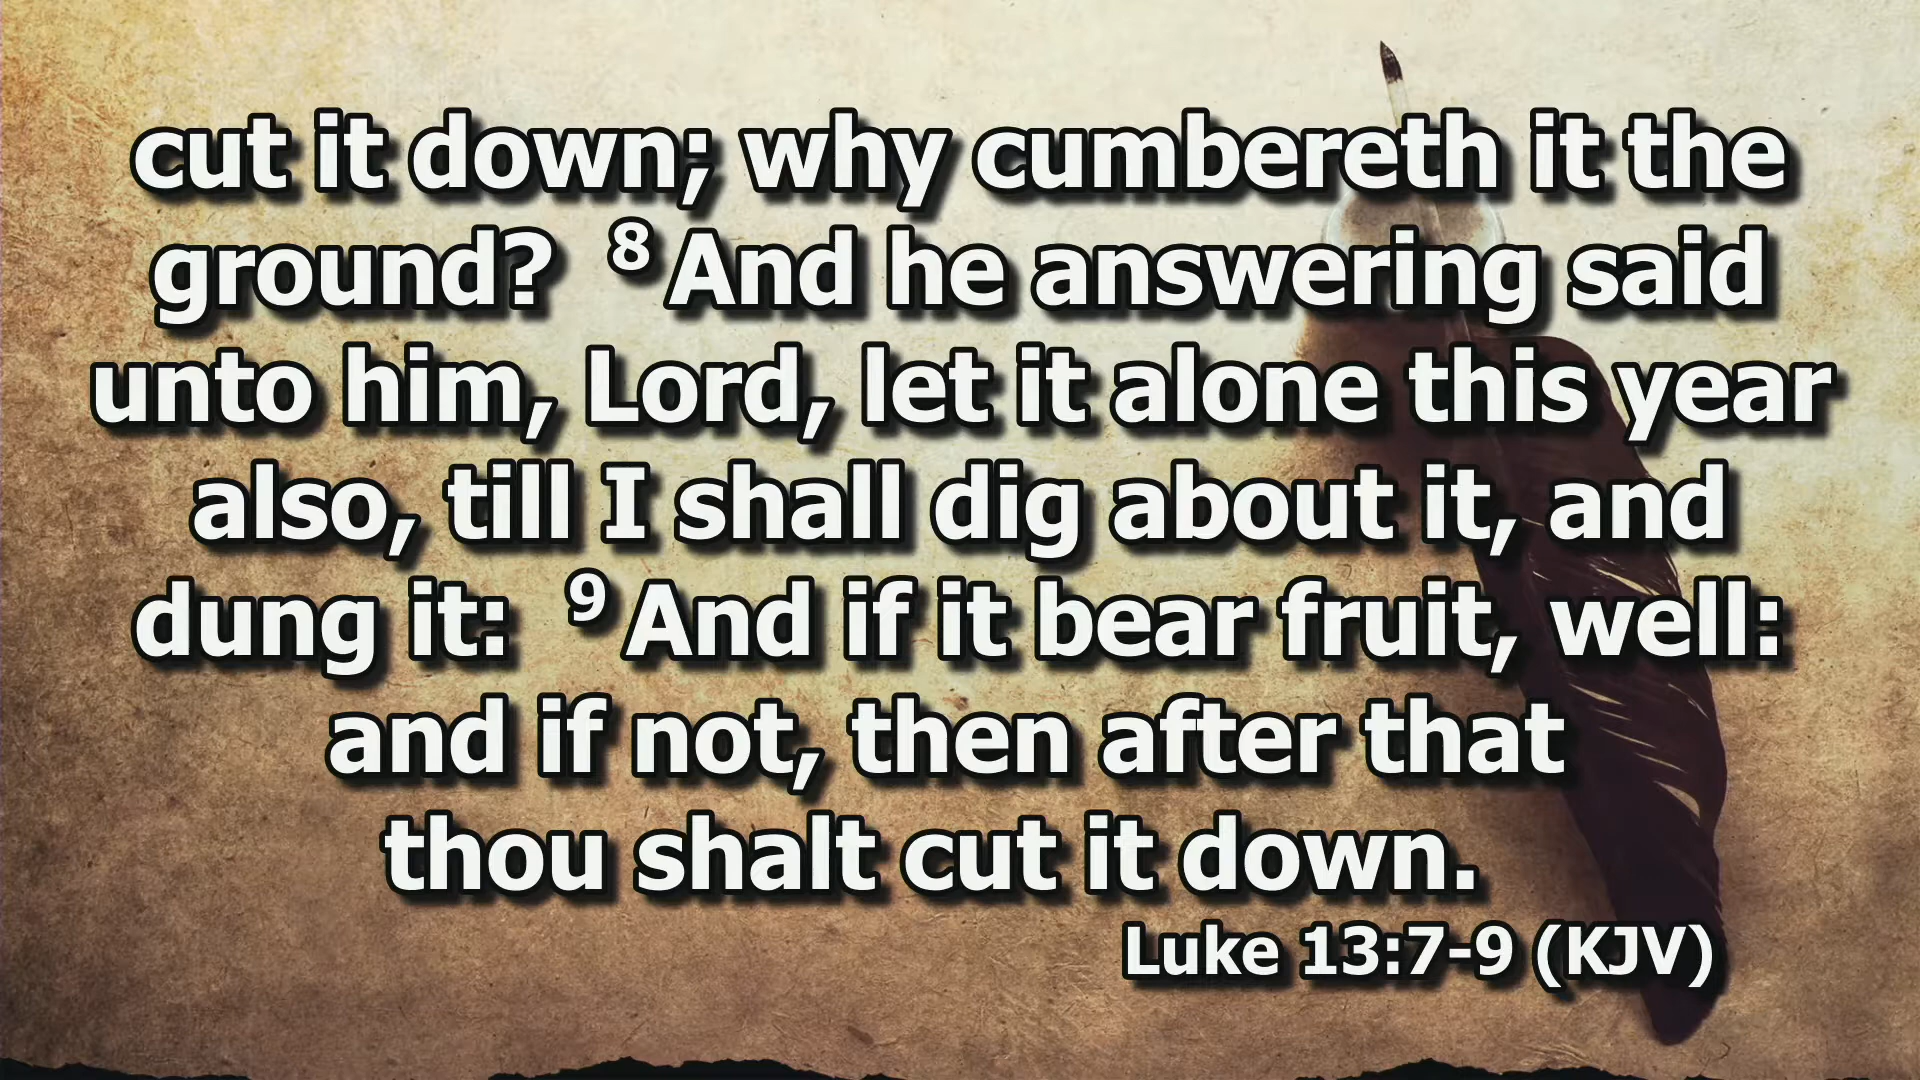 cut it down; why cumbereth it the
ground? 8 And he answering said
unto him, Lord, let it alone this year
also, till I shall dig about it, and
dung it: 9 And if it bear fruit, well:
and if not, then after that
thou shalt cut it down.
Luke 13:7-9 (KJV)